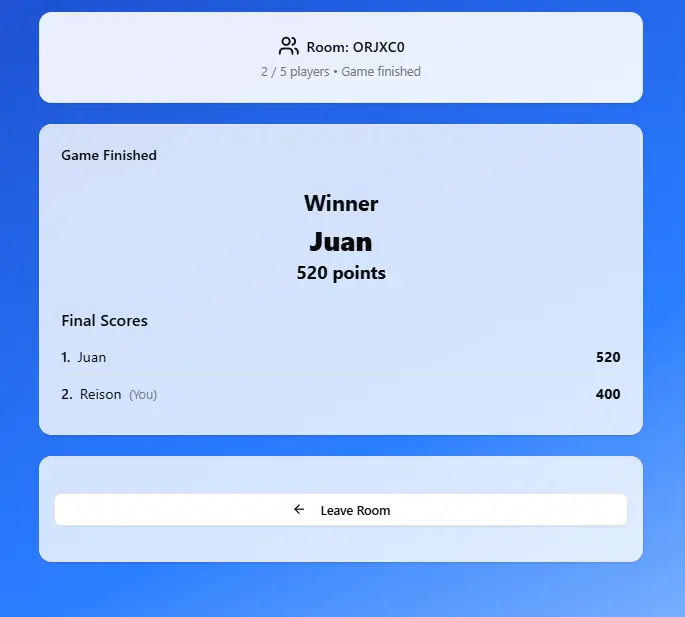 Room: ORJXC0
2 / 5 players • Game finished
Game Finished
Winner
Juan
520 points
Final Scores
1. Juan 520
2. Reison (You) 400
Leave Room